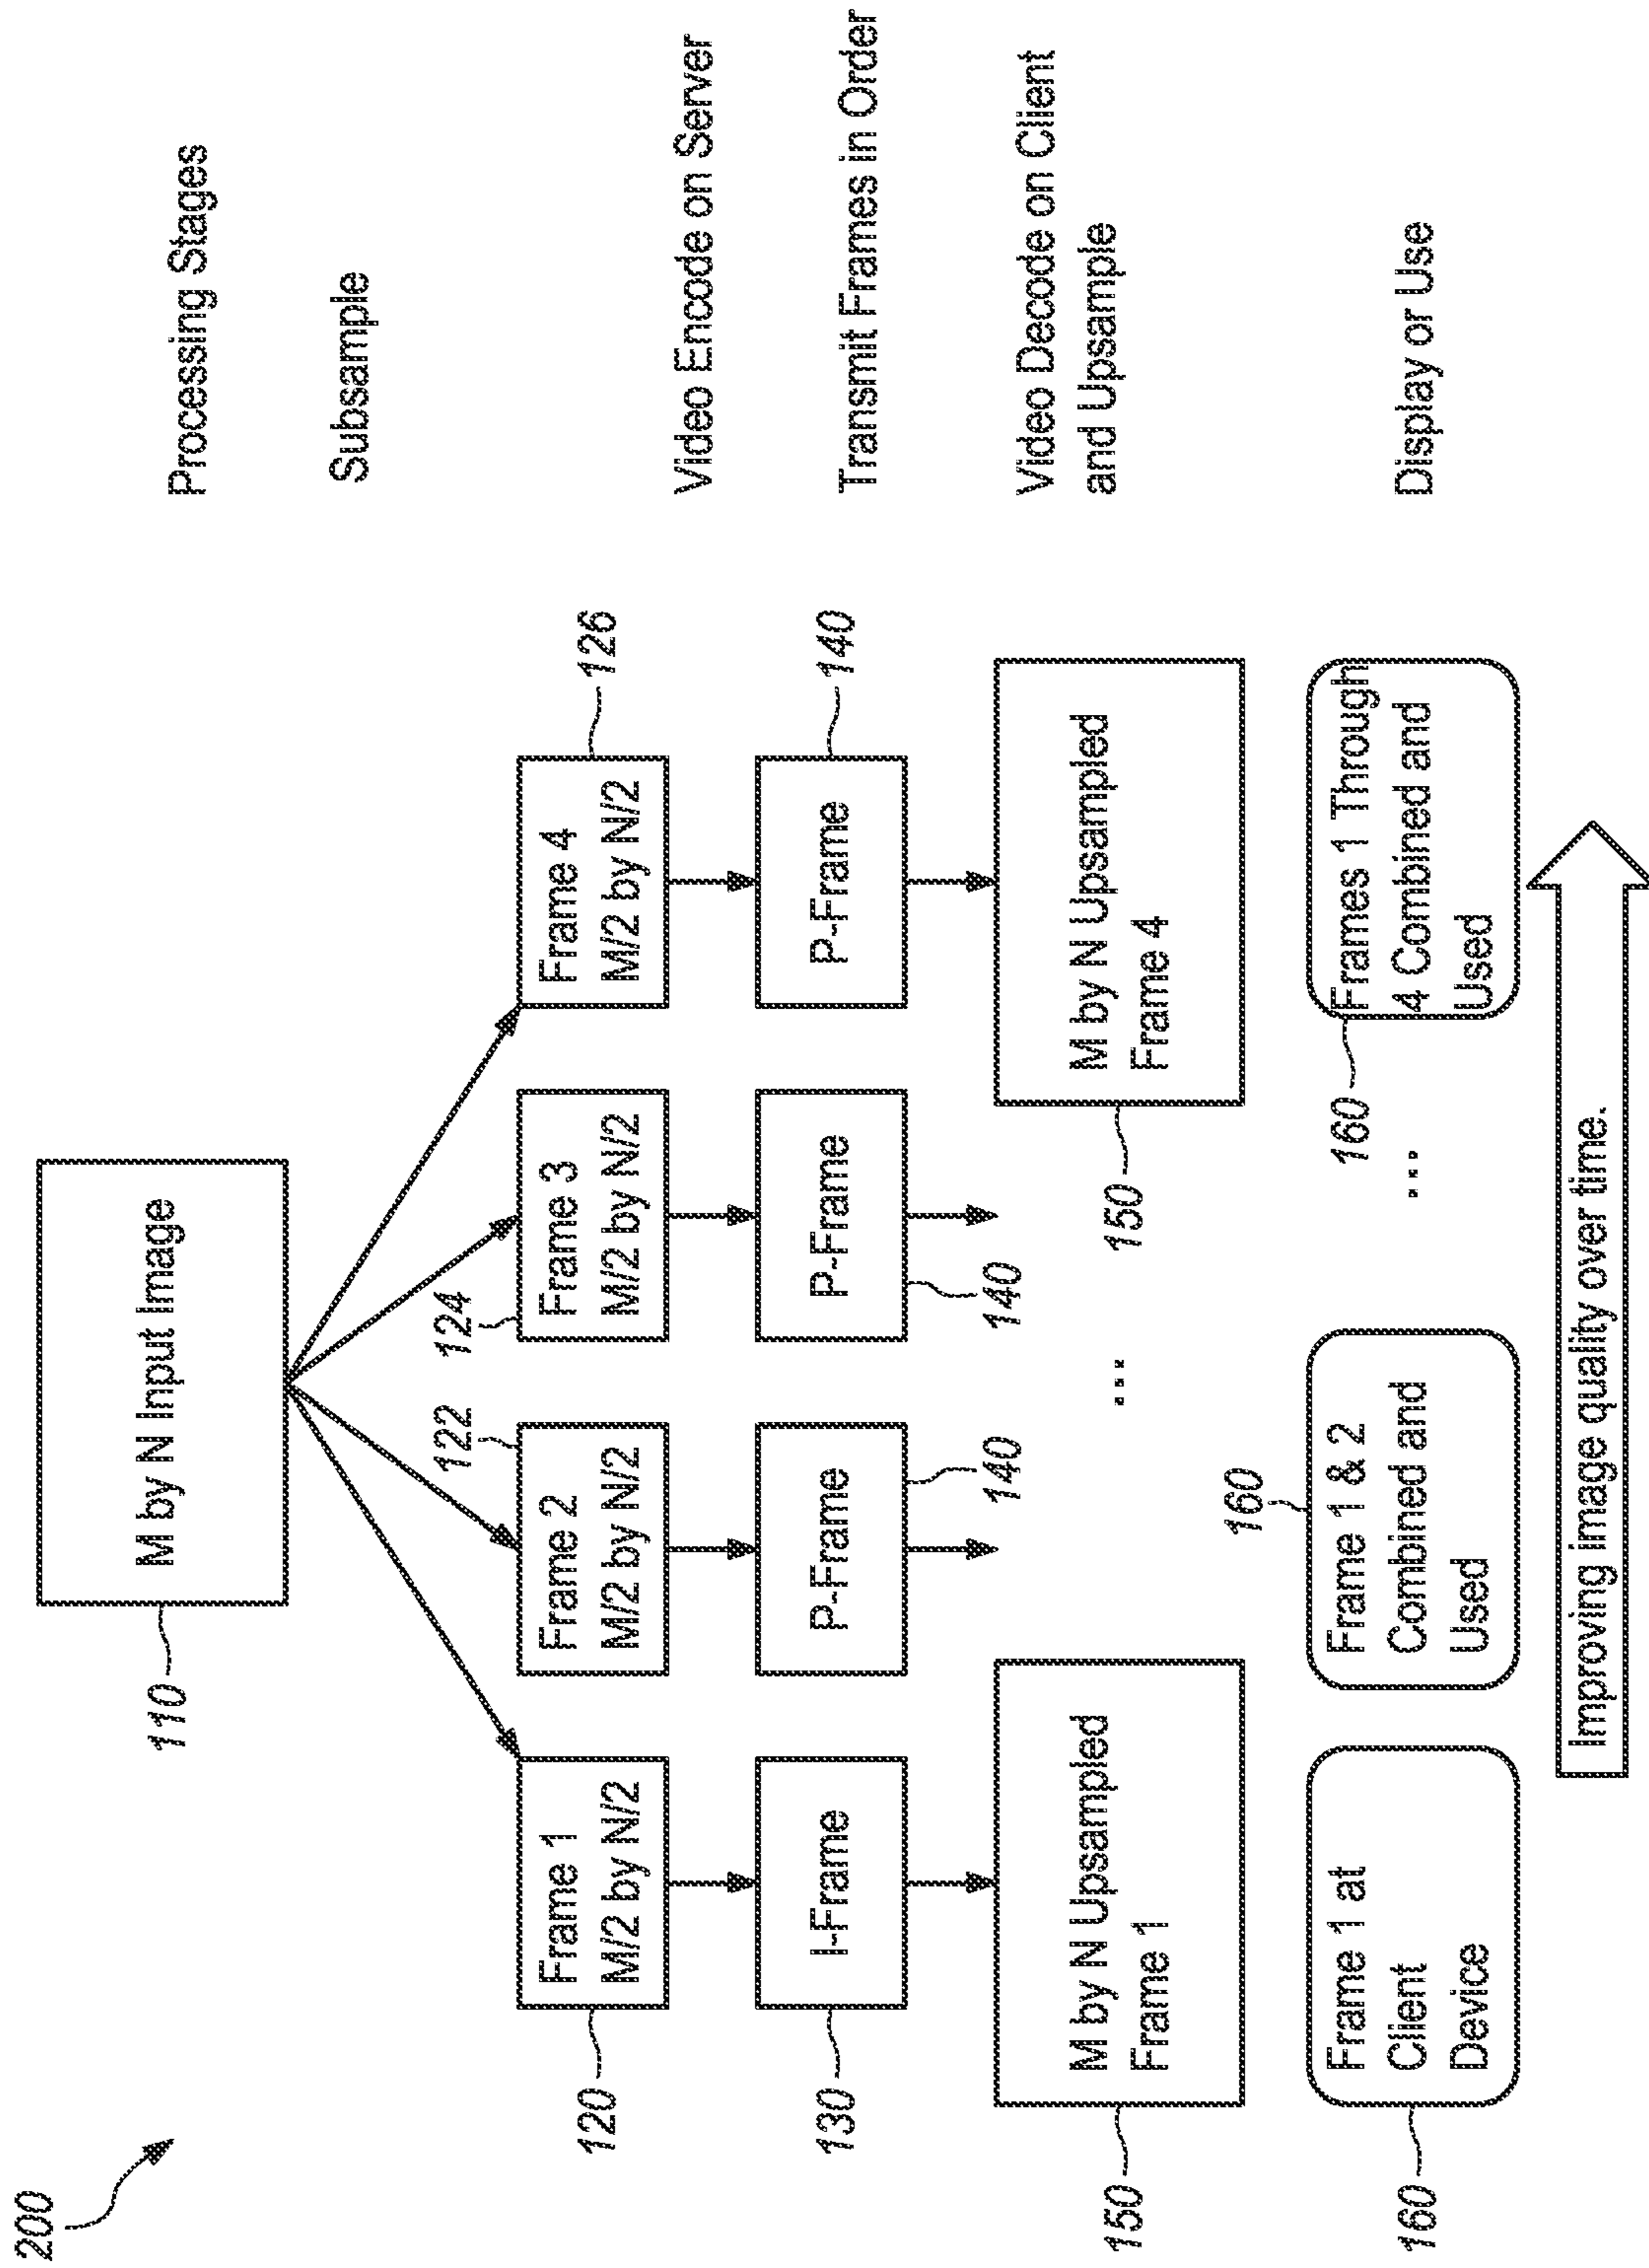 200
Processing Stages
110
M by N Input Image
Subsample
120
Frame 1
M/2 by N/2
122
Frame 2
M/2 by N/2
124
Frame 3
M/2 by N/2
Frame 4
M/2 by N/2
126
Video Encode on Server
130
I-Frame
P-Frame
140
P-Frame
140
P-Frame
140
Transmit Frames in Order
150
M by N Upsampled
Frame 1
...
150
M by N Upsampled
Frame 4
Video Decode on Client
and Upsample
160
Frame 1 at
Client
Device
160
Frame 1 & 2
Combined and
Used
...
160
Frames 1 Through
4 Combined and
Used
Display or Use
Improving image quality over time.